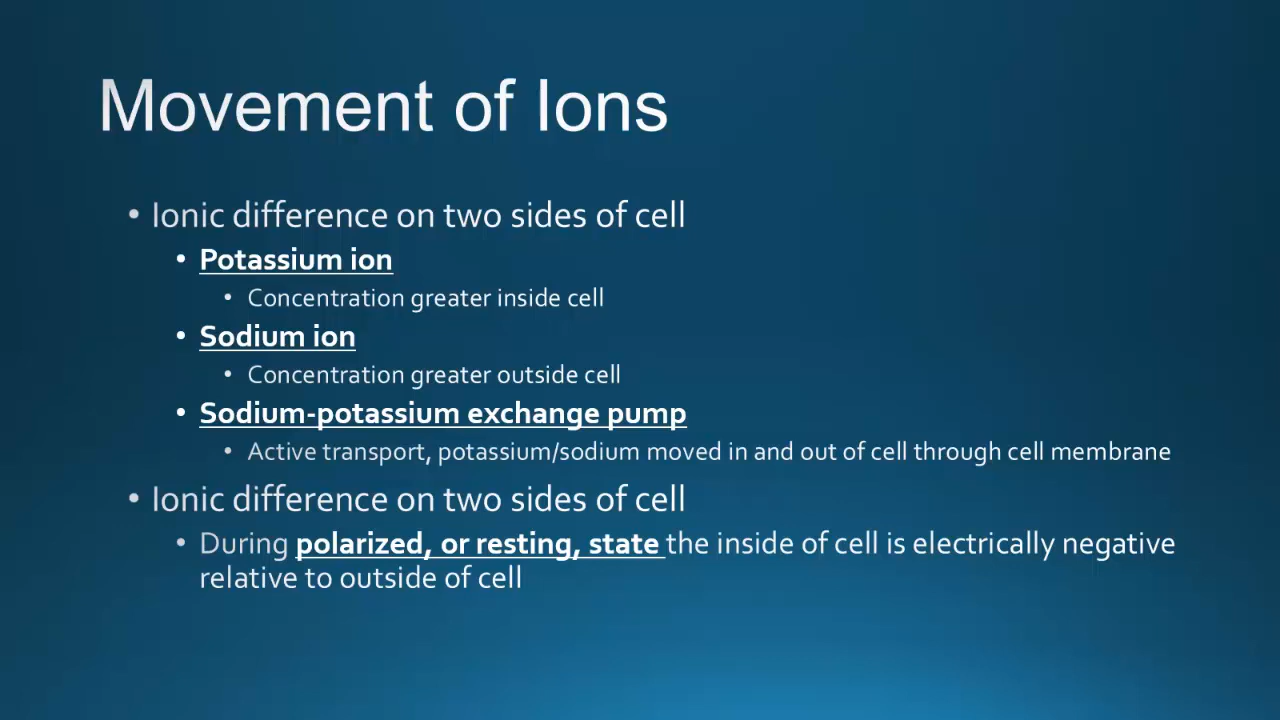 Movement of Ions
• Ionic difference on two sides of cell
• Potassium ion
• Concentration greater inside cell
• Sodium ion
• Concentration greater outside cell
• Sodium-potassium exchange pump
• Active transport, potassium/sodium moved in and out of cell through cell membrane
• Ionic difference on two sides of cell
• During polarized, or resting, state the inside of cell is electrically negative
relative to outside of cell